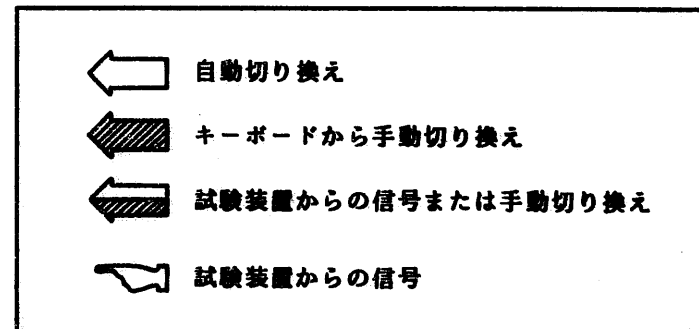 自動切り換え
キーボードから手動切り換え
試験装置からの信号または手動切り換え
試験装置からの信号